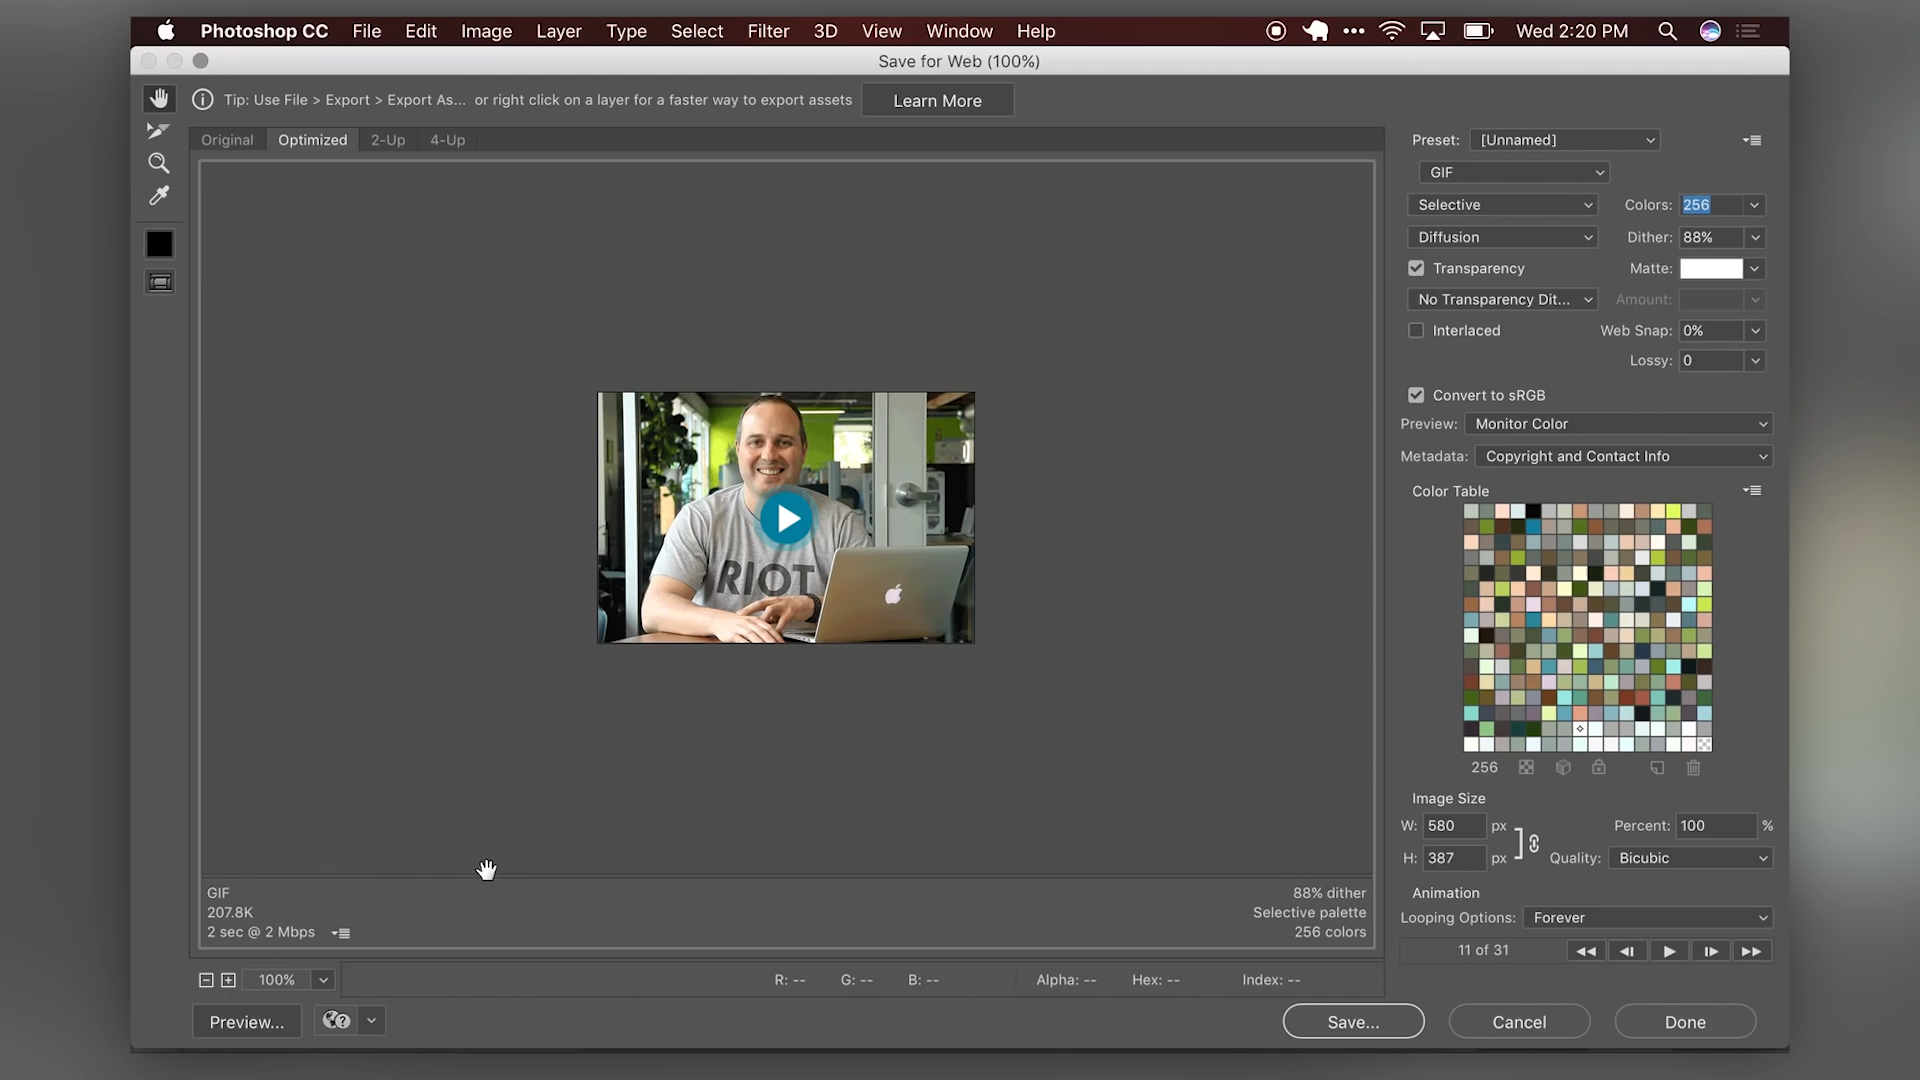 Photoshop CC File Edit Image Layer Type Select Filter 3D View Window Help Wed 2:20 PM
Save for Web (100%)
Tip: Use File > Export > Export As... or right click on a layer for a faster way to export assets Learn More
Original Optimized 2-Up 4-Up
Preset: [Unnamed]
GIF
Selective Colors: 256
Diffusion Dither: 88%
Transparency Matte:
No Transparency Dit... Amount:
Interlaced Web Snap: 0%
Lossy: 0
Convert to sRGB
Preview: Monitor Color
Metadata: Copyright and Contact Info
Color Table
RIOT
256
Image Size
W: 580 px Percent: 100 %
H: 387 px Quality: Bicubic
GIF 88% dither
207.8K Selective palette
2 sec @ 2 Mbps 256 colors
Animation
Looping Options: Forever
11 of 31
100% R: -- G: -- B: -- Alpha: -- Hex: -- Index: --
Preview... Save... Cancel Done